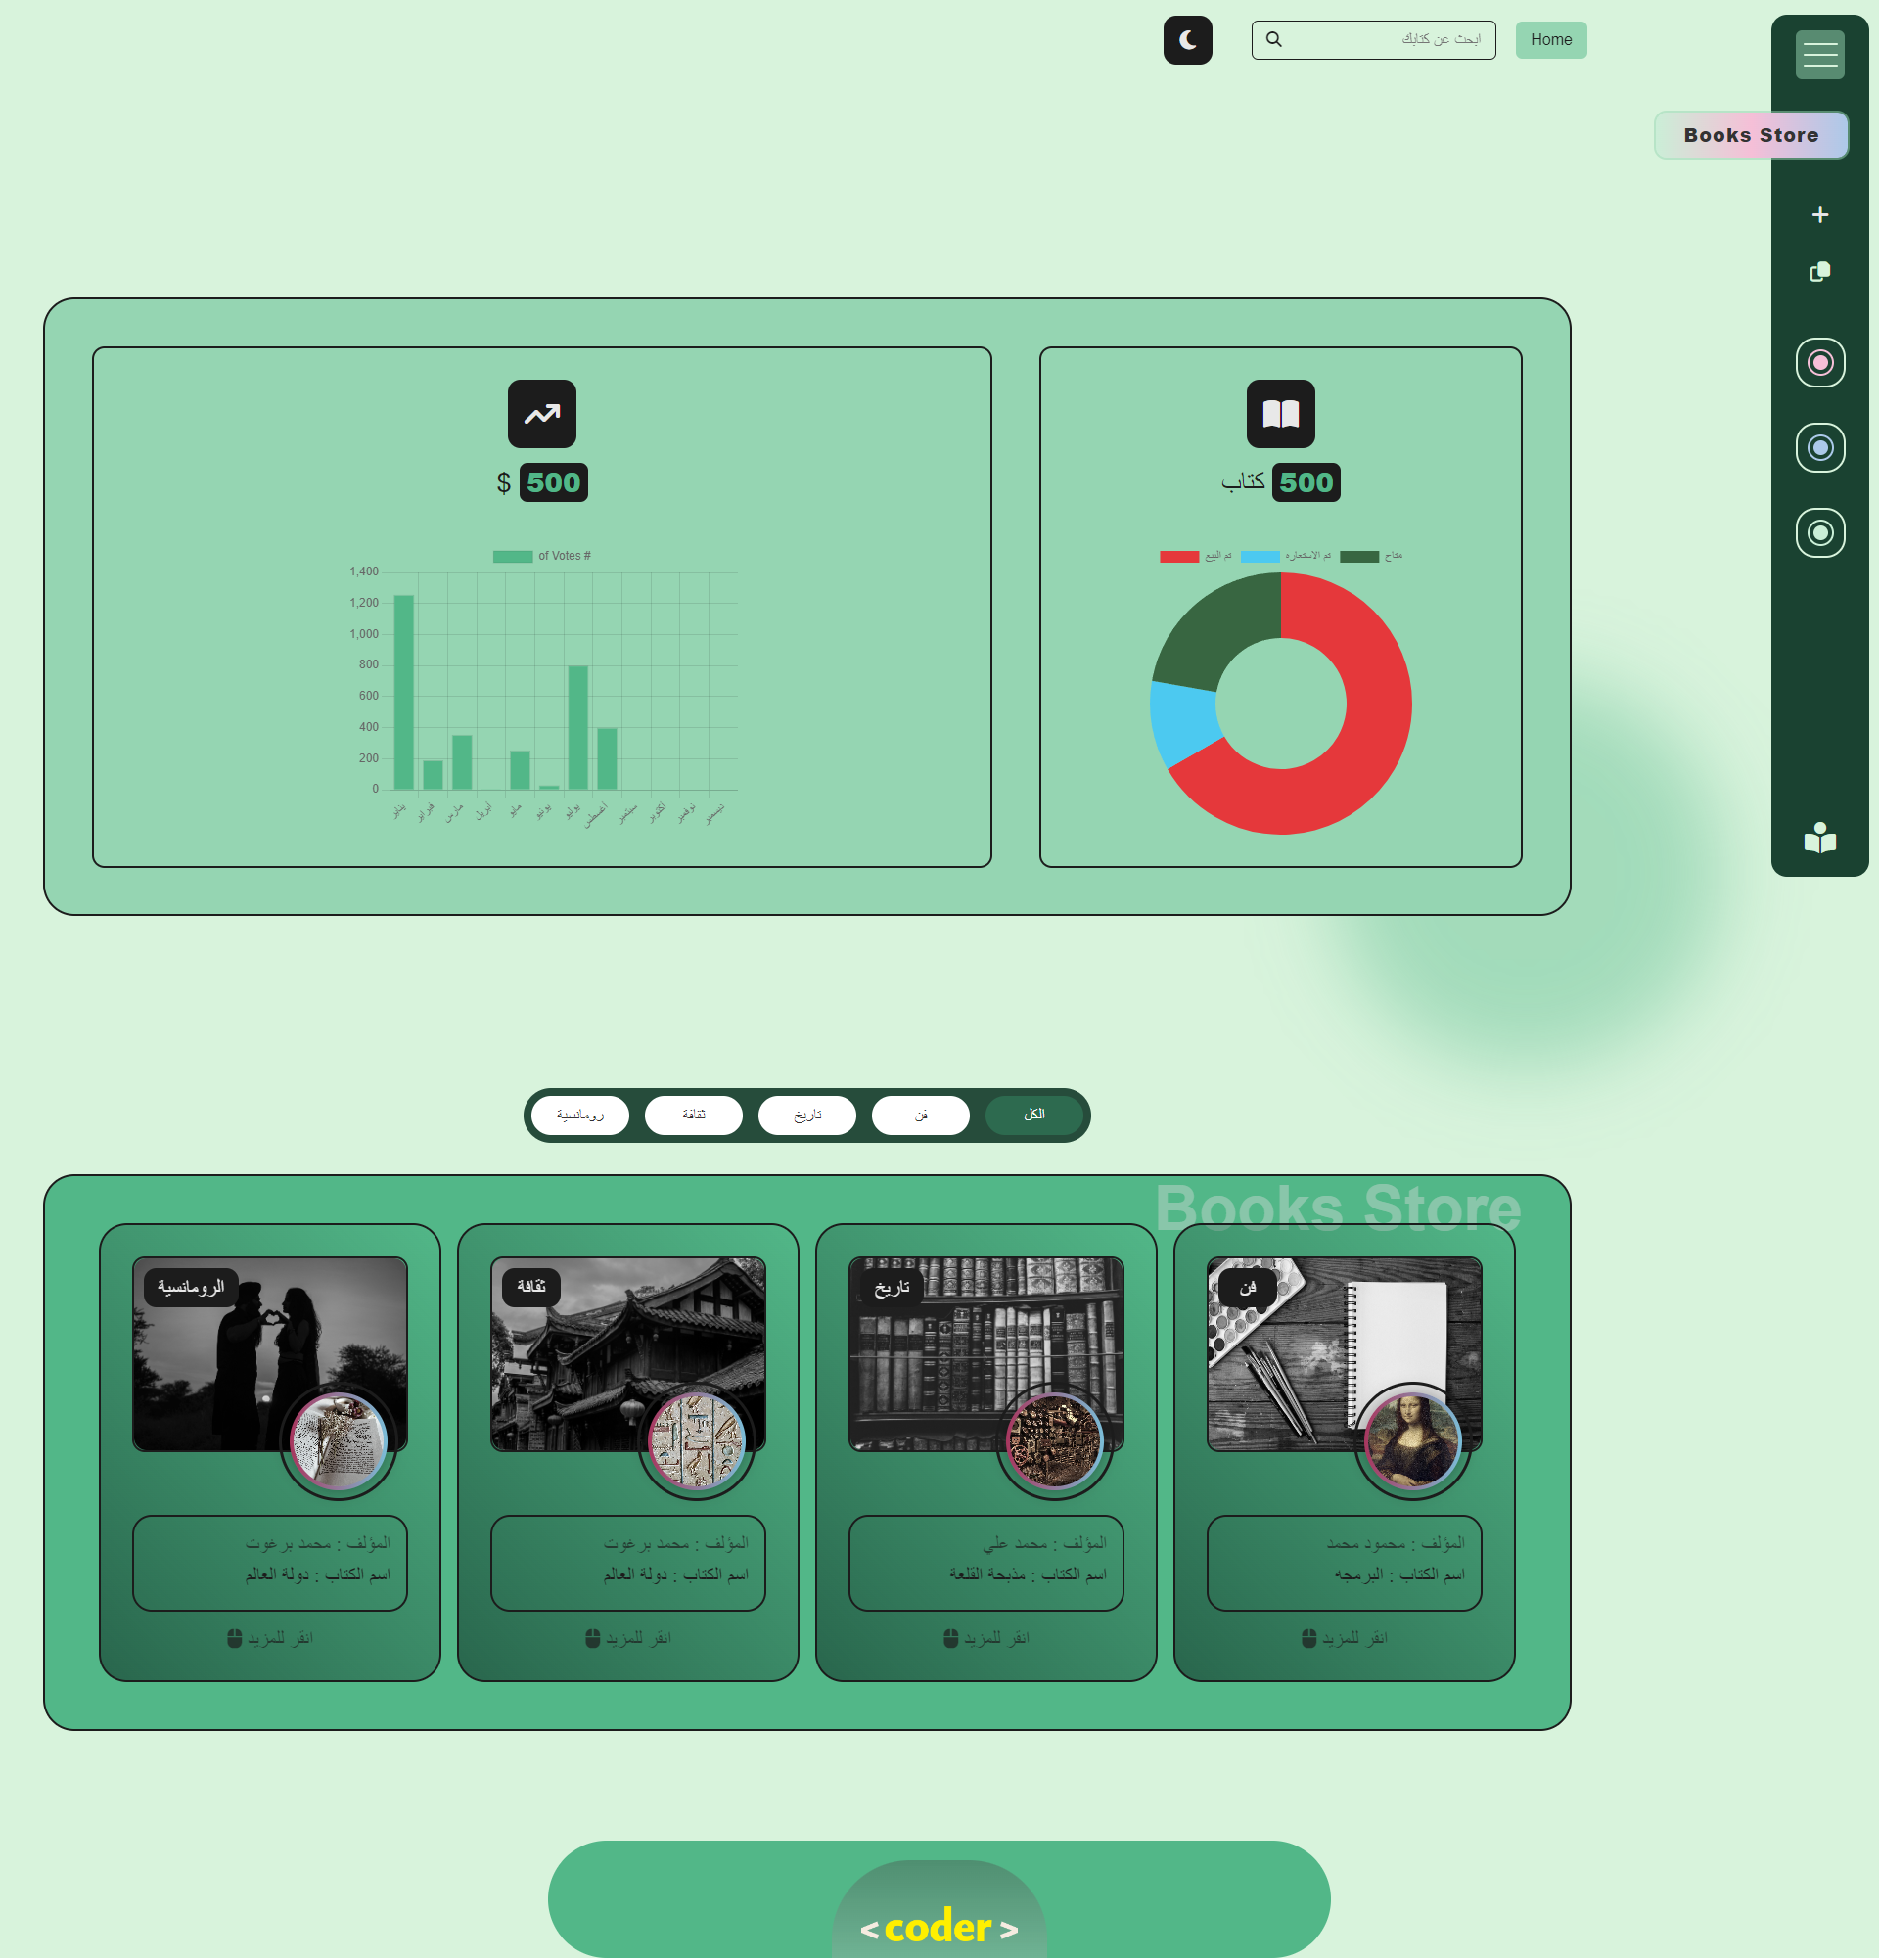 Home
ابحث عن كتابك
Books Store
500 كتاب
500 $
متاح
تم الاستعاره
تم البيع
of Votes #
1,400
1,200
1,000
800
600
400
200
0
يناير
فبراير
مارس
أبريل
مايو
يونيو
يوليو
أغسطس
سبتمبر
أكتوبر
نوفمبر
ديسمبر
الكل
فن
تاريخ
ثقافة
رومانسية
Books Store
فن
المؤلف : محمود محمد
اسم الكتاب : البرمجه
انقر للمزيد
تاريخ
المؤلف : محمد علي
اسم الكتاب : مذبحة القلعة
انقر للمزيد
ثقافة
المؤلف : محمد برغوت
اسم الكتاب : دولة العالم
انقر للمزيد
الرومانسية
المؤلف : محمد برغوت
اسم الكتاب : دولة العالم
انقر للمزيد
<coder>